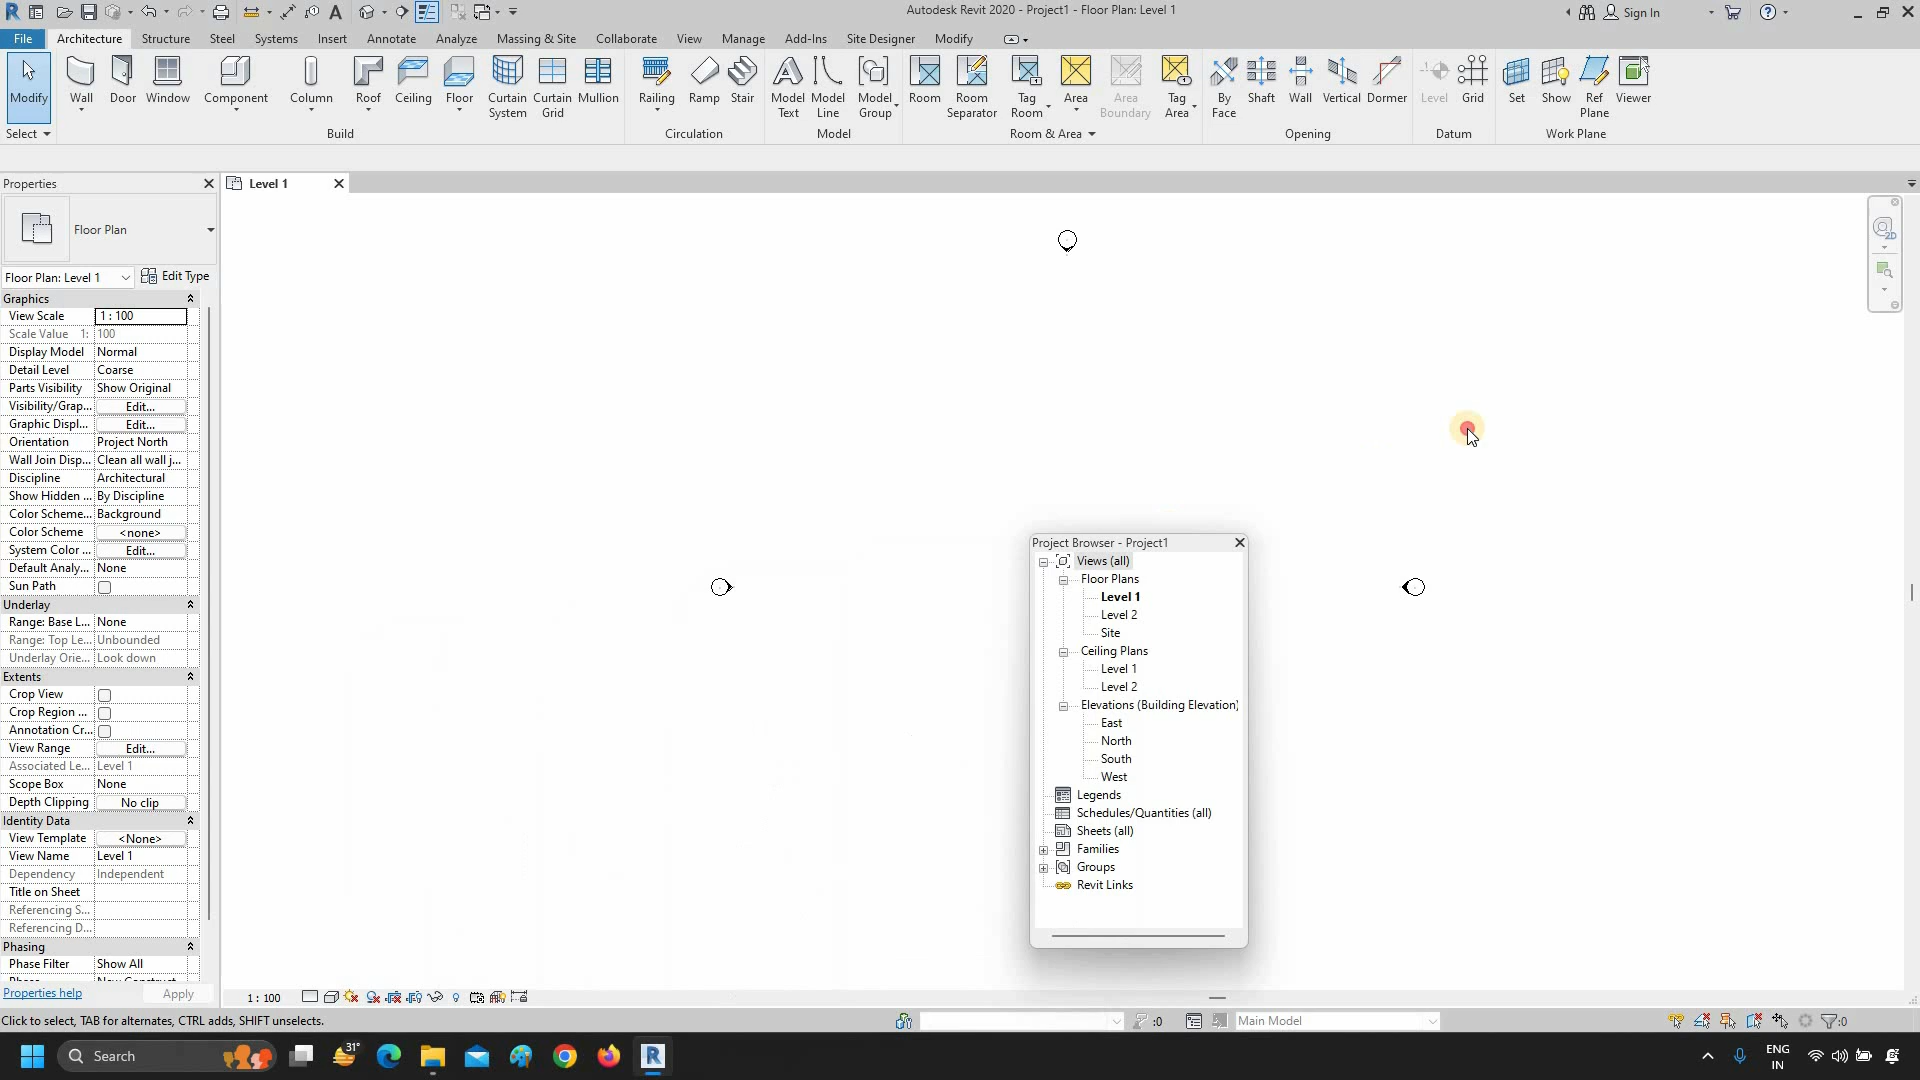 Autodesk Revit 2020 - Project1 - Floor Plan: Level 1
Sign In
File Architecture Structure Steel Systems Insert Annotate Analyze Massing & Site Collaborate View Manage Add-Ins Site Designer Modify
Modify Wall Door Window Component Column Roof Ceiling Floor Curtain System Curtain Grid Mullion Railing Ramp Stair Model Text Model Line Model Group Room Room Separator Tag Room Area Area Boundary Tag Area By Face Shaft Wall Vertical Dormer Level Grid Set Show Ref Plane Viewer
Select Build Circulation Model Room & Area Opening Datum Work Plane
Properties
Level 1
2D
Floor Plan
Floor Plan: Level 1 Edit Type
Graphics
View Scale 1 : 100
Scale Value 1: 100
Display Model Normal
Detail Level Coarse
Parts Visibility Show Original
Visibility/Grap... Edit...
Graphic Displ... Edit...
Orientation Project North
Wall Join Disp... Clean all wall j...
Discipline Architectural
Show Hidden ... By Discipline
Color Scheme... Background
Color Scheme <none>
System Color ... Edit...
Default Analy... None
Sun Path
Underlay
Range: Base L... None
Range: Top Le... Unbounded
Underlay Orie... Look down
Extents
Crop View
Crop Region ...
Annotation Cr...
View Range Edit...
Associated Le... Level 1
Scope Box None
Depth Clipping No clip
Identity Data
View Template <None>
View Name Level 1
Dependency Independent
Title on Sheet
Referencing S...
Referencing D...
Phasing
Phase Filter Show All
Properties help Apply
Project Browser - Project1
Views (all)
Floor Plans
Level 1
Level 2
Site
Ceiling Plans
Level 1
Level 2
Elevations (Building Elevation)
East
North
South
West
Legends
Schedules/Quantities (all)
Sheets (all)
Families
Groups
Revit Links
1 : 100
Click to select, TAB for alternates, CTRL adds, SHIFT unselects.
:0
Main Model
:0
Search
31°
ENG
IN